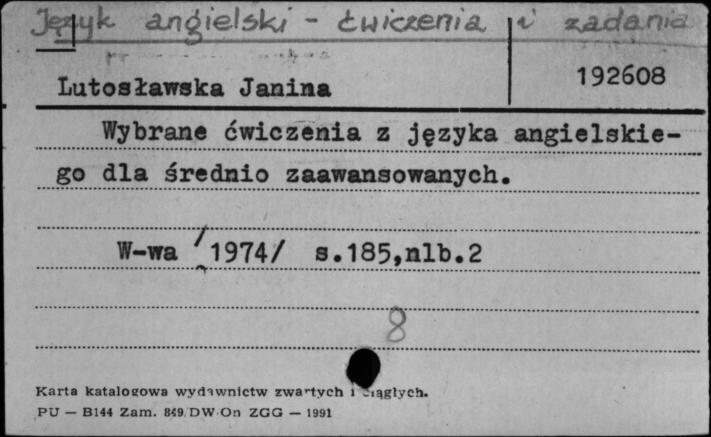 Język angielski - ćwiczenia i zadania
Lutosławska Janina
192608
Wybrane ćwiczenia z języka angielskie-
go dla średnio zaawansowanych.
W-wa /1974/ s.185,nlb.2
8
Karta katalogowa wydawnictw zwartych i ciągłych.
PU — B144 Zam. 849/DW-On ZGG — 1991